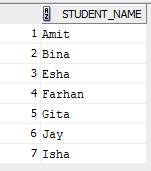 STUDENT_NAME
1 Amit
2 Bina
3 Esha
4 Farhan
5 Gita
6 Jay
7 Isha